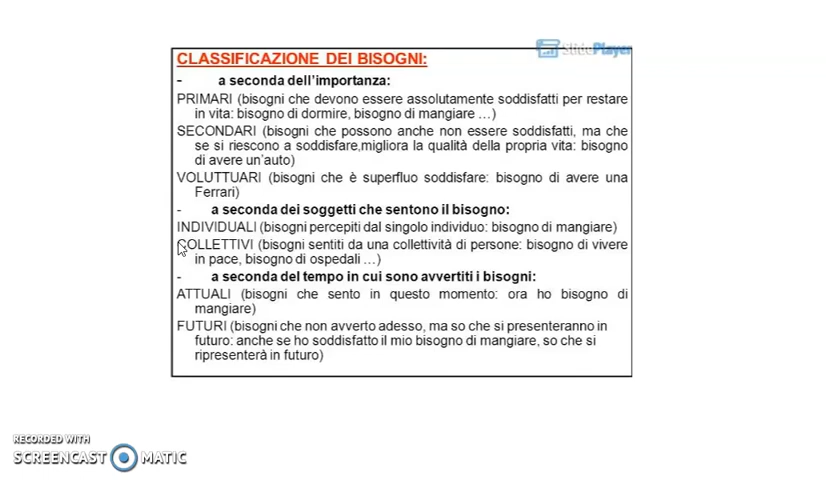 SlidePlayer
CLASSIFICAZIONE DEI BISOGNI:
- a seconda dell'importanza:
PRIMARI (bisogni che devono essere assolutamente soddisfatti per restare
in vita: bisogno di dormire, bisogno di mangiare …)
SECONDARI (bisogni che possono anche non essere soddisfatti, ma che
se si riescono a soddisfare,migliora la qualità della propria vita: bisogno
di avere un'auto)
VOLUTTUARI (bisogni che è superfluo soddisfare: bisogno di avere una
Ferrari)
- a seconda dei soggetti che sentono il bisogno:
INDIVIDUALI (bisogni percepiti dal singolo individuo: bisogno di mangiare)
COLLETTIVI (bisogni sentiti da una collettività di persone: bisogno di vivere
in pace, bisogno di ospedali …)
- a seconda del tempo in cui sono avvertiti i bisogni:
ATTUALI (bisogni che sento in questo momento: ora ho bisogno di
mangiare)
FUTURI (bisogni che non avverto adesso, ma so che si presenteranno in
futuro: anche se ho soddisfatto il mio bisogno di mangiare, so che si
ripresenterà in futuro)
RECORDED WITH
SCREENCAST MATIC